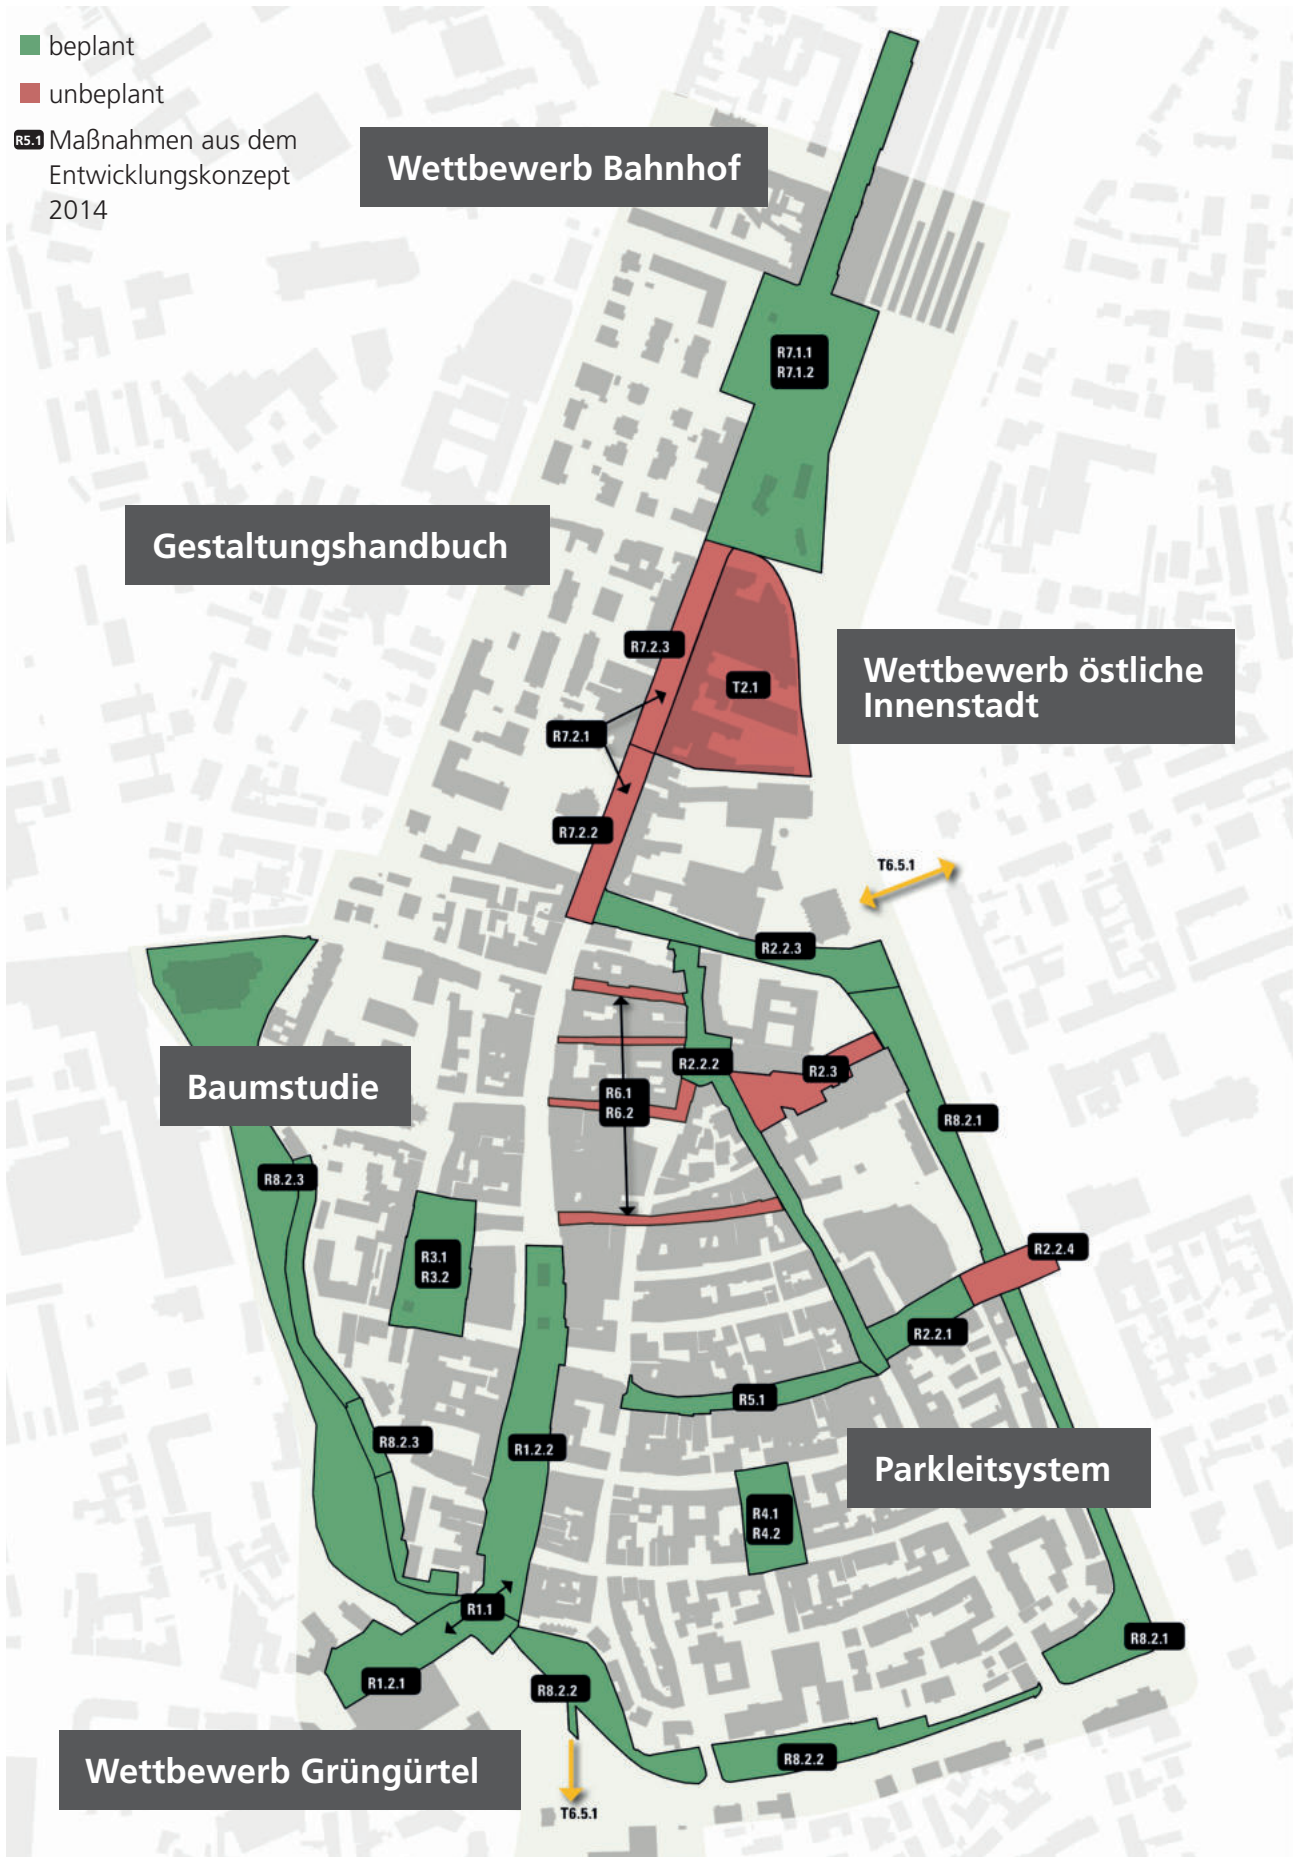 beplant
unbeplant
R5.1 Maßnahmen aus dem
Entwicklungskonzept
2014
Wettbewerb Bahnhof
R7.1.1
R7.1.2
Gestaltungshandbuch
R7.2.3
Wettbewerb östliche
Innenstadt
T2.1
R7.2.1
R7.2.2
T6.5.1
R2.2.3
Baumstudie
R2.2.2
R2.3
R6.1
R6.2
R8.2.1
R8.2.3
R3.1
R3.2
R2.2.4
R2.2.1
R5.1
R8.2.3
R1.2.2
Parkleitsystem
R4.1
R4.2
R1.1
R8.2.1
R1.2.1
R8.2.2
Wettbewerb Grüngürtel
R8.2.2
T6.5.1